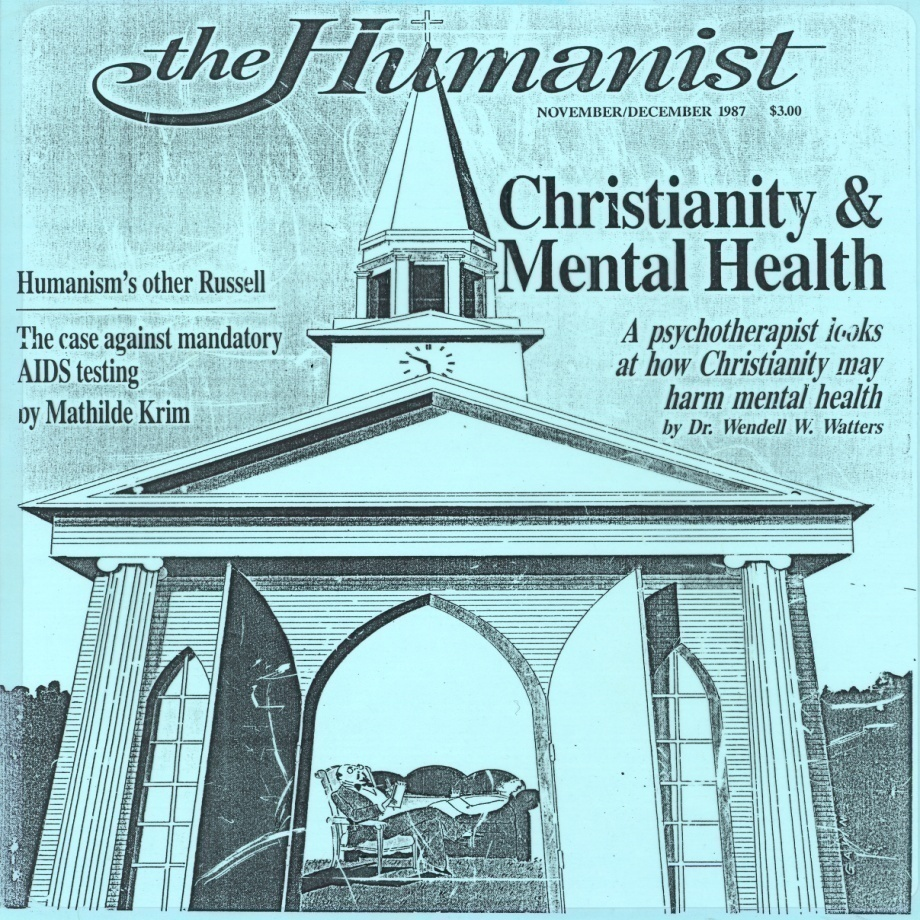 the Humanist
NOVEMBER/DECEMBER 1987 $3.00
Christianity &
Mental Health
A psychotherapist looks
at how Christianity may
harm mental health
by Dr. Wendell W. Watters
Humanism's other Russell
The case against mandatory
AIDS testing
by Mathilde Krim